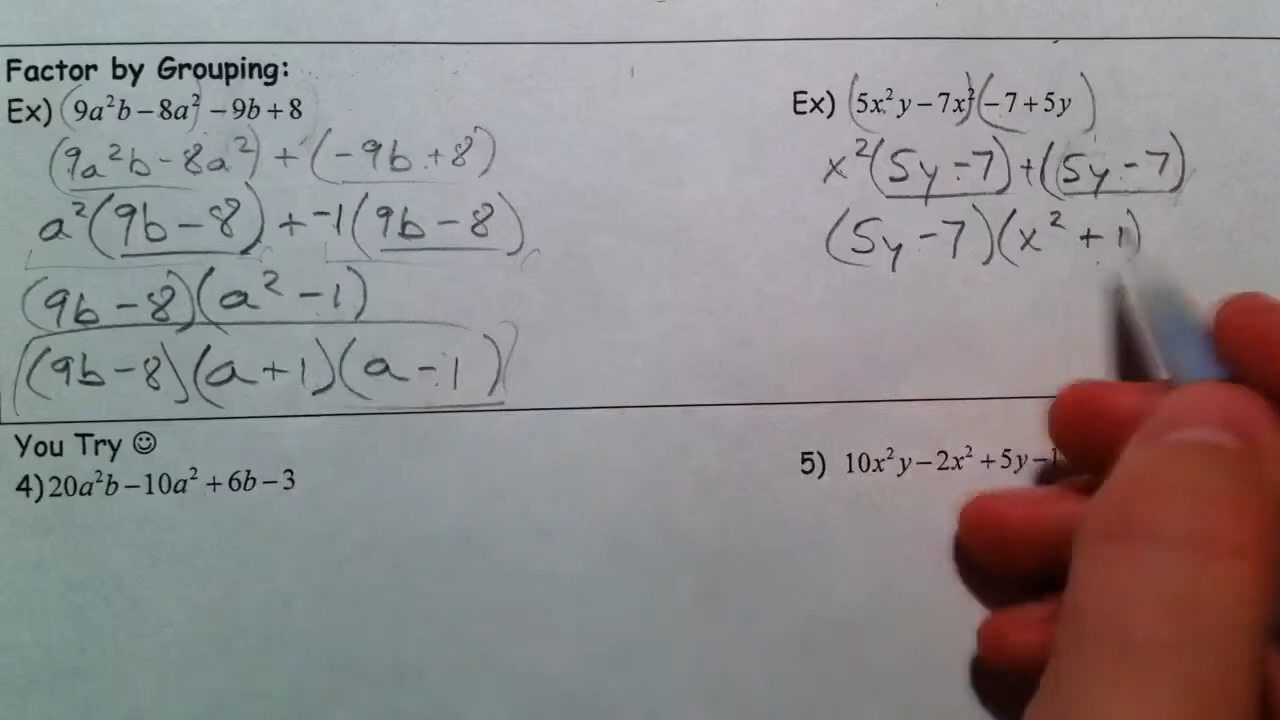 Factor by Grouping:
Ex) (9a²b − 8a² − 9b + 8
(9a²b − 8a²) + (−9b + 8)
a²(9b − 8) + −1(9b − 8)
(9b − 8)(a² − 1)
(9b − 8)(a + 1)(a − 1)
Ex) (5x²y − 7x²)(−7 + 5y)
x²(5y − 7) + (5y − 7)
(5y − 7)(x² + 1)
You Try ☺
4) 20a²b − 10a² + 6b − 3
5) 10x²y − 2x² + 5y − 1